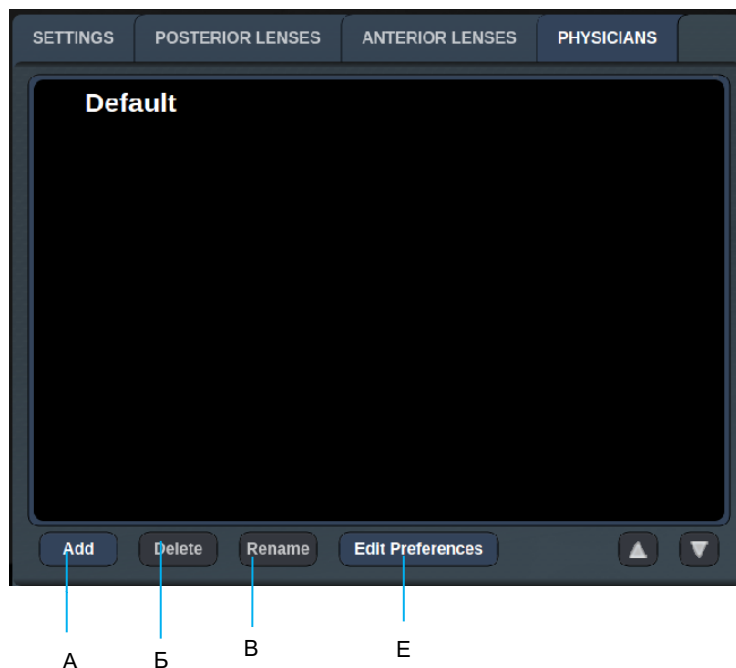 SETTINGS POSTERIOR LENSES ANTERIOR LENSES PHYSICIANS
Default
Add Delete Rename Edit Preferences
А Б В Е